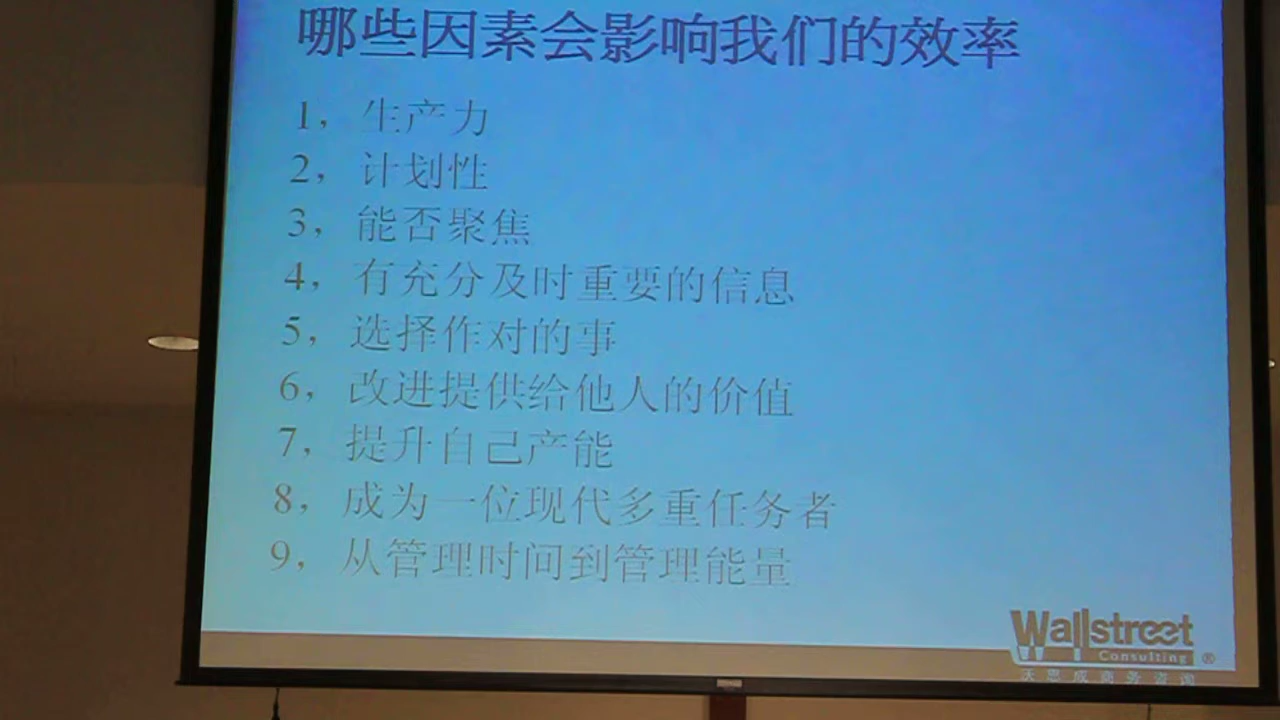 哪些因素会影响我们的效率
1，生产力
2，计划性
3，能否聚焦
4，有充分及时重要的信息
5，选择作对的事
6，改进提供给他人的价值
7，提升自己产能
8，成为一位现代多重任务者
9，从管理时间到管理能量
Wallstreet
Consulting ®